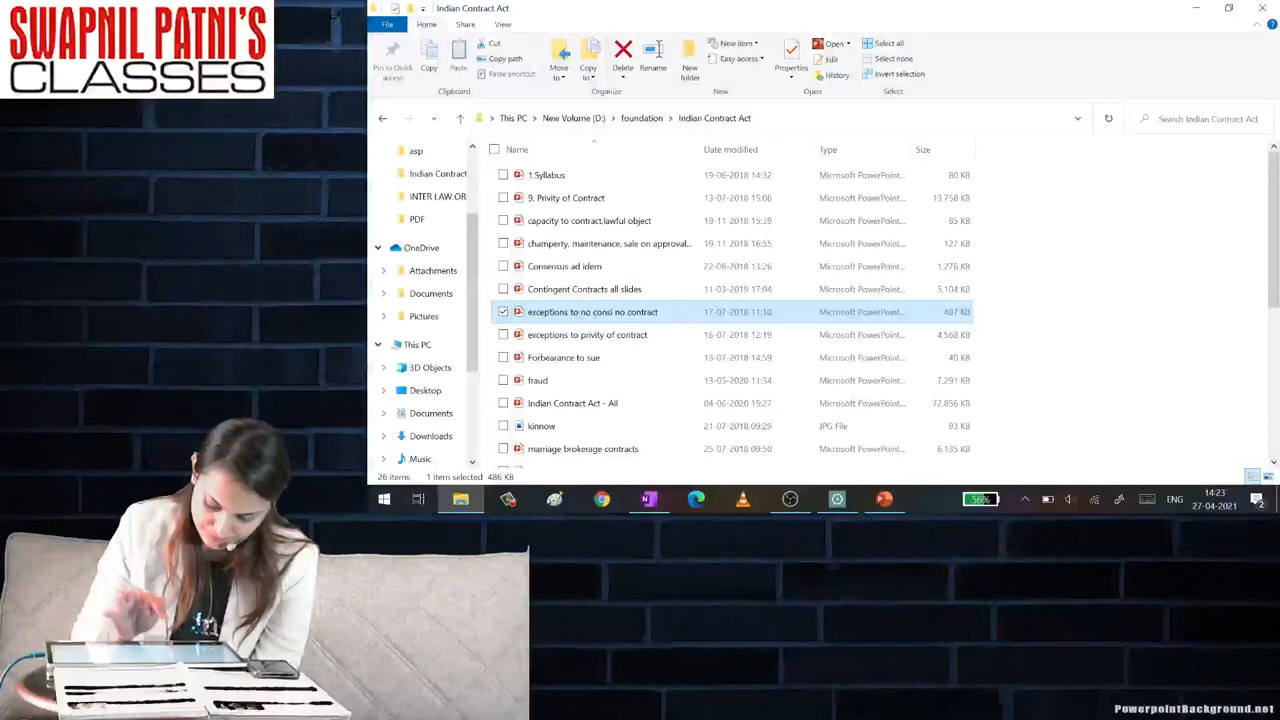 SWAPNIL PATNI'S
CLASSES
Indian Contract Act
File Home Share View
Pin to Quick access
Copy
Paste
Cut
Copy path
Paste shortcut
Move to
Copy to
Delete
Rename
New folder
New item
Easy access
Properties
Open
Edit
History
Select all
Select none
Invert selection
Clipboard Organize New Open Select
This PC > New Volume (D:) > foundation > Indian Contract Act
Search Indian Contract Act
asp
Indian Contract
INTER LAW OR
PDF
OneDrive
Attachments
Documents
Pictures
This PC
3D Objects
Desktop
Documents
Downloads
Music
Name Date modified Type Size
1.Syllabus 19-06-2018 14:32 Microsoft PowerPoint... 80 KB
9. Privity of Contract 13-07-2018 15:08 Microsoft PowerPoint... 13,758 KB
capacity to contract,lawful object 19-11-2018 15:39 Microsoft PowerPoint... 85 KB
champerty, maintenance, sale on approval... 19-11-2018 16:55 Microsoft PowerPoint... 127 KB
Consensus ad idem 22-06-2018 13:26 Microsoft PowerPoint... 1,276 KB
Contingent Contracts all slides 11-03-2019 17:04 Microsoft PowerPoint... 5,104 KB
exceptions to no consi no contract 17-07-2018 11:10 Microsoft PowerPoint... 487 KB
exceptions to privity of contract 16-07-2018 12:19 Microsoft PowerPoint... 4,568 KB
Forbearance to sue 13-07-2018 14:59 Microsoft PowerPoint... 40 KB
fraud 13-05-2020 11:34 Microsoft PowerPoint... 7,291 KB
Indian Contract Act - All 04-06-2020 15:27 Microsoft PowerPoint... 72,856 KB
kinnow 21-07-2018 09:29 JPG File 93 KB
marriage brokerage contracts 25-07-2018 09:50 Microsoft PowerPoint... 6,135 KB
26 items 1 item selected 486 KB
56%
ENG
14:23
27-04-2021
PowerpointBackground.net